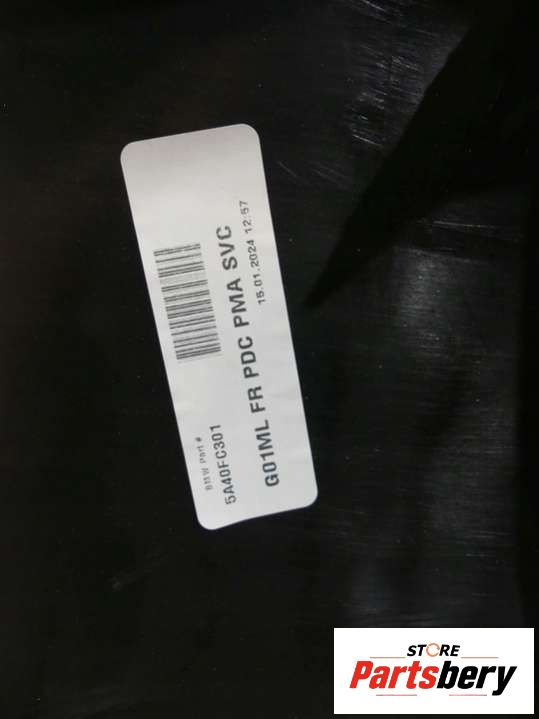 BMW Part #
5A40FC301
G01ML FR PDC PMA SVC
15.01.2024 12:57
STORE
Partsbery